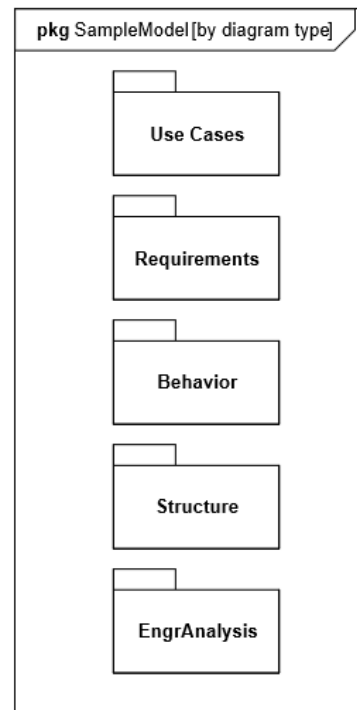 pkg SampleModel[by diagram type]
Use Cases
Requirements
Behavior
Structure
EngrAnalysis